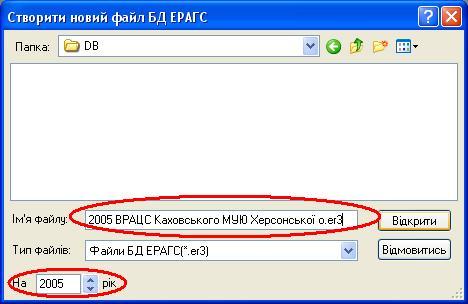 Створити новий файл БД ЕРАГС
Папка: DB
Ім'я файлу: 2005 ВРАЦС Каховського МУЮ Херсонської о.er3 Відкрити
Тип файлів: Файли БД ЕРАГС(*.er3) Відмовитись
На 2005 рік